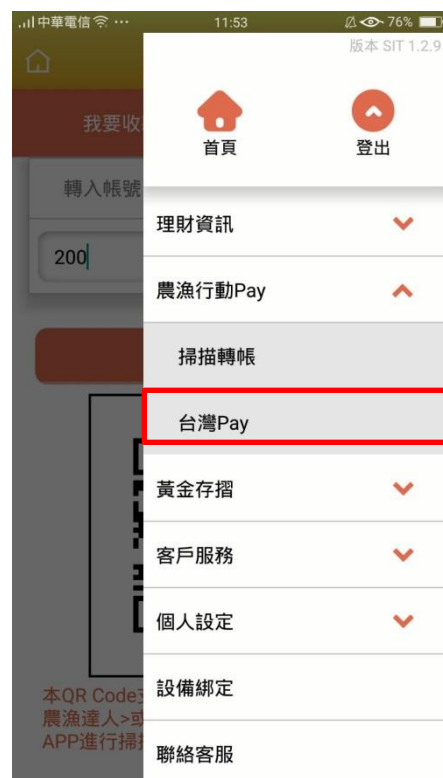 中華電信 ... 11:53 76%
版本 SIT 1.2.9
首頁 登出
我要收
轉入帳號
200
理財資訊
農漁行動Pay
掃描轉帳
台灣Pay
黃金存摺
客戶服務
個人設定
設備綁定
聯絡客服
本QR Code
農漁達人>或
APP進行掃